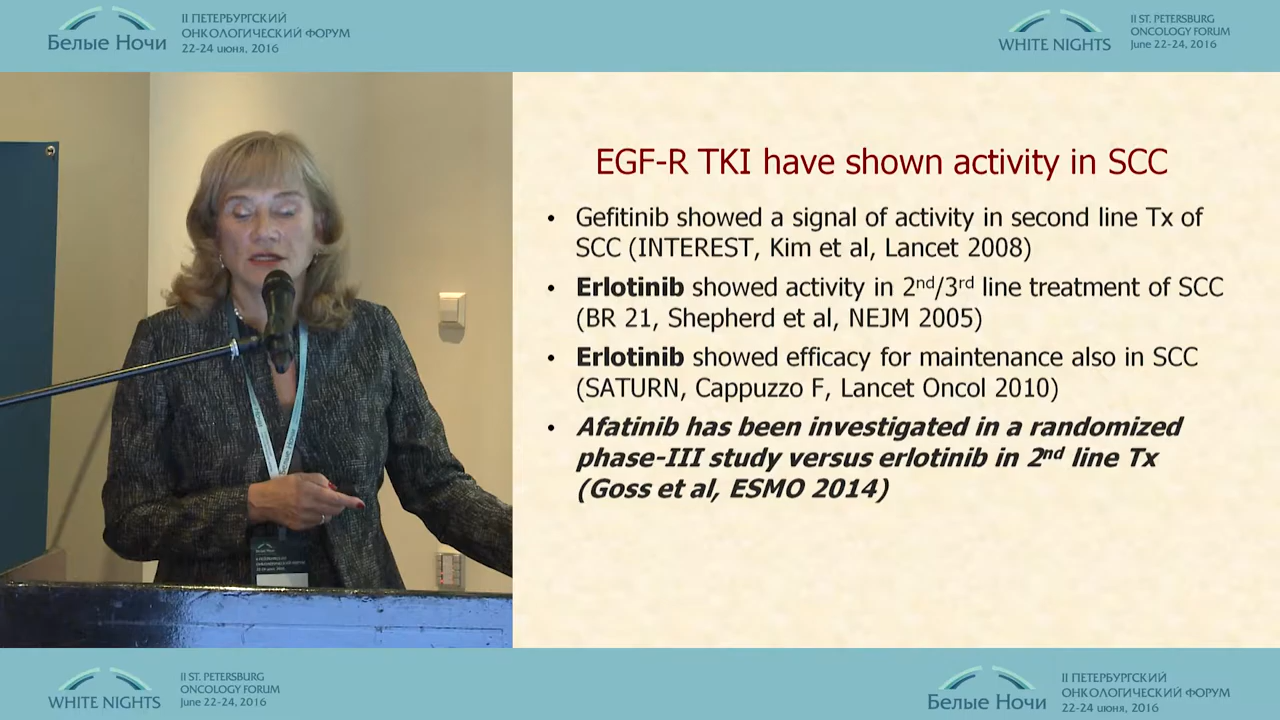 Белые Ночи
II ПЕТЕРБУРГСКИЙ
ОНКОЛОГИЧЕСКИЙ ФОРУМ
22-24 июня, 2016
WHITE NIGHTS
II ST. PETERSBURG
ONCOLOGY FORUM
June 22-24, 2016
EGF-R TKI have shown activity in SCC
• Gefitinib showed a signal of activity in second line Tx of
SCC (INTEREST, Kim et al, Lancet 2008)
• Erlotinib showed activity in 2nd/3rd line treatment of SCC
(BR 21, Shepherd et al, NEJM 2005)
• Erlotinib showed efficacy for maintenance also in SCC
(SATURN, Cappuzzo F, Lancet Oncol 2010)
• Afatinib has been investigated in a randomized
phase-III study versus erlotinib in 2nd line Tx
(Goss et al, ESMO 2014)
WHITE NIGHTS
II ST. PETERSBURG
ONCOLOGY FORUM
June 22-24, 2016
Белые Ночи
II ПЕТЕРБУРГСКИЙ
ОНКОЛОГИЧЕСКИЙ ФОРУМ
22-24 июня, 2016